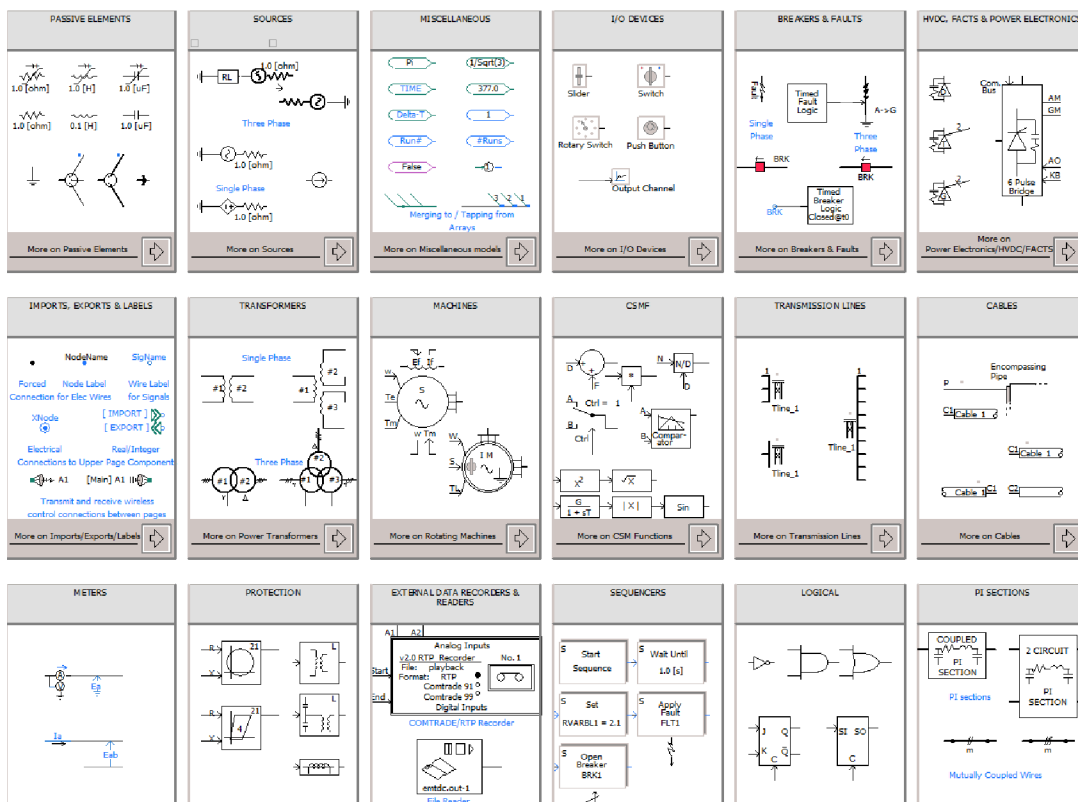 PASSIVE ELEMENTS
1.0 [ohm] 1.0 [H] 1.0 [uF]
1.0 [ohm] 0.1 [H] 1.0 [uF]
More on Passive Elements
SOURCES
RL
1.0 [ohm]
Three Phase
1.0 [ohm]
Single Phase
1.0 [ohm]
More on Sources
MISCELLANEOUS
Pi 1/Sqrt(3)
TIME 377.0
Delta-T 1
Run# #Runs
False
3 2 1
Merging to / Tapping from
Arrays
More on Miscellaneous models
I/O DEVICES
Slider Switch
Rotary Switch Push Button
Output Channel
More on I/O Devices
BREAKERS & FAULTS
Fault
Timed
Fault
Logic
A->G
Single
Phase
Three
Phase
BRK
BRK
Timed
Breaker
Logic
Closed@t0
BRK
More on Breakers & Faults
HVDC, FACTS & POWER ELECTRONICS
Com.
Bus
AM
GM
2
AO
KB
2
6 Pulse
Bridge
More on
Power Electronics/HVDC/FACTS
IMPORTS, EXPORTS & LABELS
NodeName SigName
Forced Node Label Wire Label
Connection for Elec Wires for Signals
XNode [ IMPORT ]
[ EXPORT ]
Electrical Real/Integer
Connections to Upper Page Component
A1 [Main] A1
Transmit and receive wireless
control connections between pages
More on Imports/Exports/Labels
TRANSFORMERS
Single Phase
#1 #2
#1 #2
#3
Three Phase
#2
#1 #2 #1 #3
More on Power Transformers
MACHINES
Ef If
w
S
Te
Tm
w Tm
W
I M
S
TL
More on Rotating Machines
CSMF
D + +
F
N N/D
D
*
A Ctrl = 1
B
Ctrl
A
B Compar-
ator
X² √X
G
1 + sT
|X| Sin
More on CSM Functions
TRANSMISSION LINES
1 1
Tline_1
Tline_1
Tline_1
More on Transmission Lines
CABLES
Encompassing
Pipe
P
C1 Cable 1
C1 Cable 1
Cable 1 C1 C2
More on Cables
METERS
A
V
Ea
Ia
Eab
PROTECTION
R 21
X
L
R 21
X 4
L
EXTERNAL DATA RECORDERS &
READERS
A1 A2
Analog Inputs
v2.0 RTP Recorder No. 1
File: playback
Start Format: RTP
Comtrade 91
End Comtrade 99
Digital Inputs
COMTRADE/RTP Recorder
emtdc.out-1
File Reader
SEQUENCERS
S Start
Sequence
S Wait Until
1.0 [s]
S Set
RVARBL1 = 2.1
S Apply
Fault
FLT1
S Open
Breaker
BRK1
LOGICAL
J Q
K Q̅
C
SI SO
C
PI SECTIONS
COUPLED
PI
SECTION
2 CIRCUIT
PI
SECTION
PI sections
m m
Mutually Coupled Wires